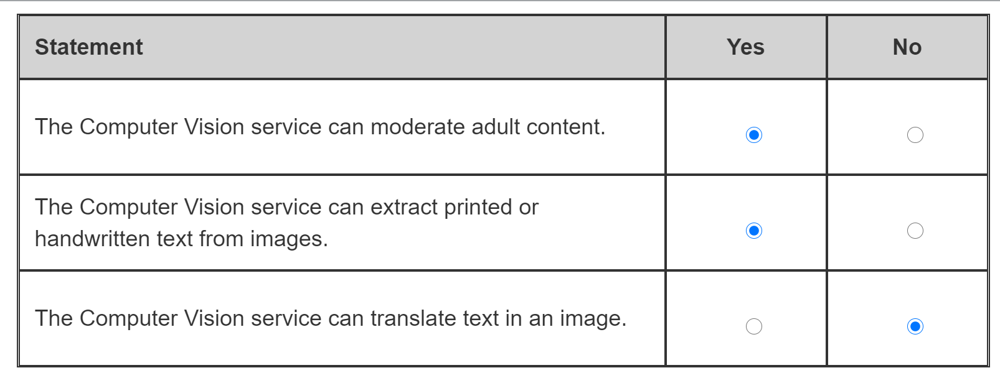 Statement Yes No
The Computer Vision service can moderate adult content.
The Computer Vision service can extract printed or
handwritten text from images.
The Computer Vision service can translate text in an image.